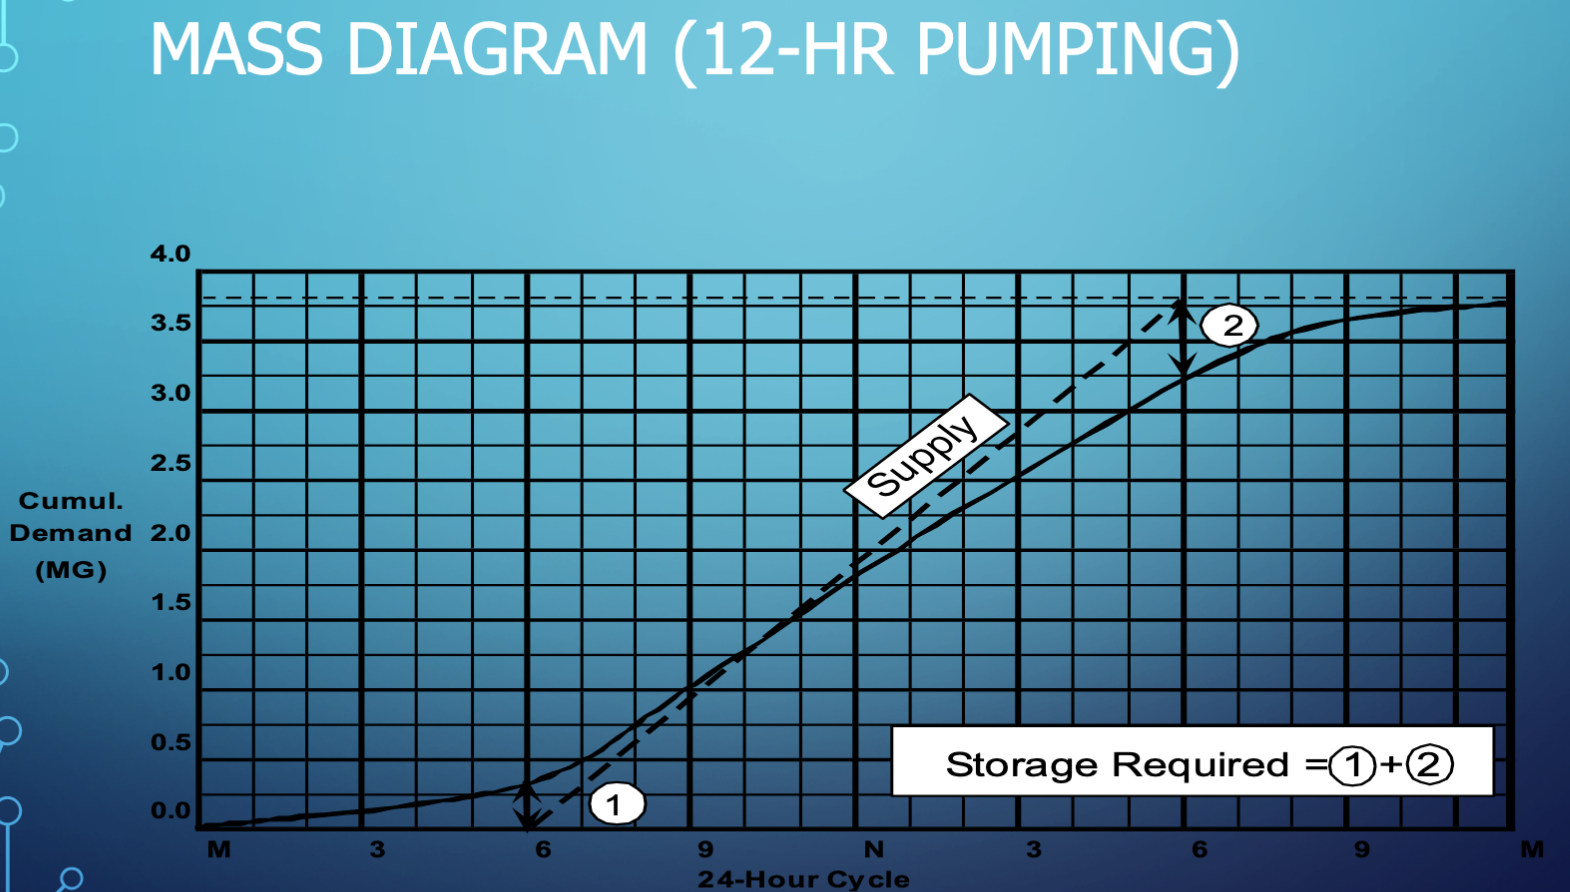 MASS DIAGRAM (12-HR PUMPING)
4.0
3.5
3.0
2.5
2.0
1.5
1.0
0.5
0.0
Cumul.
Demand
(MG)
Supply
2
1
Storage Required =①+②
M 3 6 9 N 3 6 9 M
24-Hour Cycle